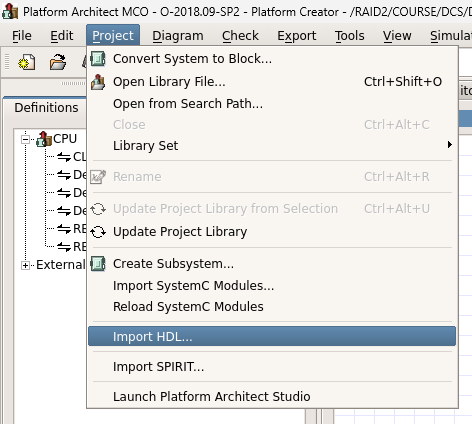 Platform Architect MCO - O-2018.09-SP2 - Platform Creator - /RAID2/COURSE/DCS/
File Edit Project Diagram Check Export Tools View Simula
Convert System to Block...
Open Library File... Ctrl+Shift+O
Open from Search Path...
Close Ctrl+Alt+C
Library Set
Rename Ctrl+Alt+R
Update Project Library from Selection Ctrl+Alt+U
Update Project Library
Create Subsystem...
Import SystemC Modules...
Reload SystemC Modules
Import HDL...
Import SPIRIT...
Launch Platform Architect Studio
Definitions
CPU
CL
De
De
De
RE
RE
External
ito